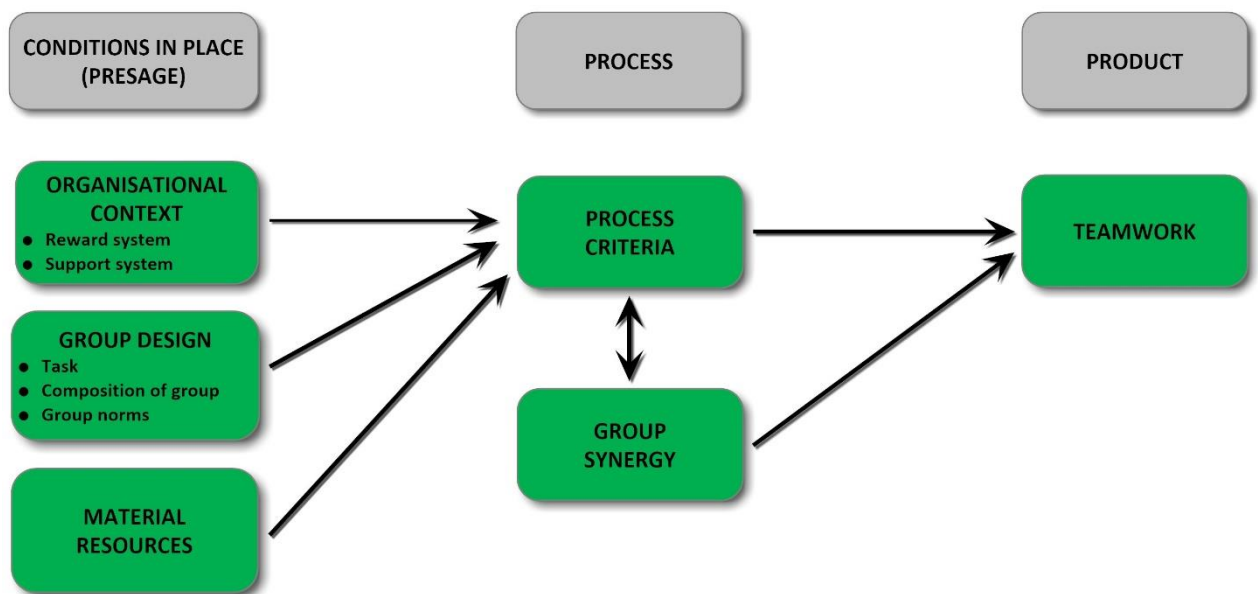 CONDITIONS IN PLACE
(PRESAGE)
PROCESS
PRODUCT
ORGANISATIONAL
CONTEXT
● Reward system
● Support system
PROCESS
CRITERIA
TEAMWORK
GROUP DESIGN
● Task
● Composition of group
● Group norms
GROUP
SYNERGY
MATERIAL
RESOURCES